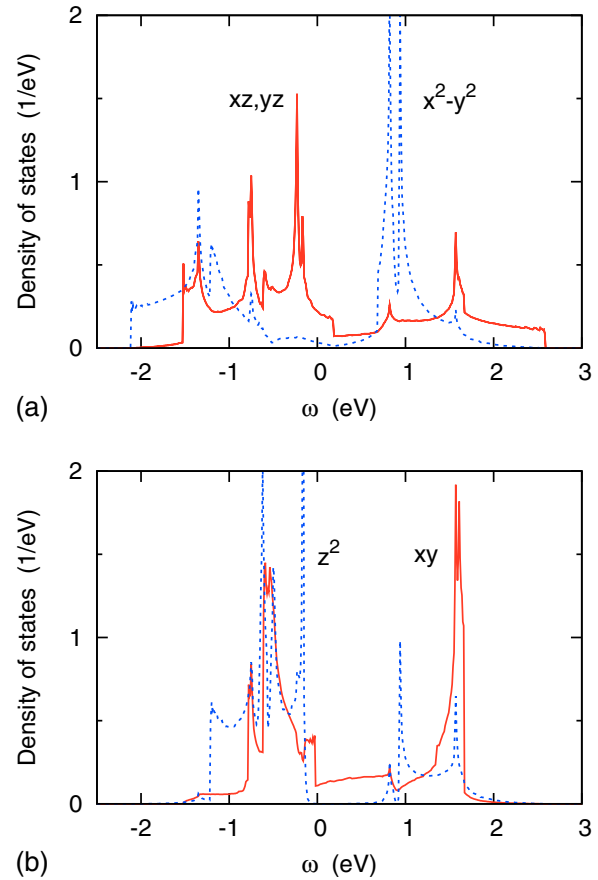 2
xz,yz
x²-y²
1
0
Density of states (1/eV)
-2 -1 0 1 2 3
(a)
ω (eV)
2
z²
xy
1
0
Density of states (1/eV)
-2 -1 0 1 2 3
(b)
ω (eV)